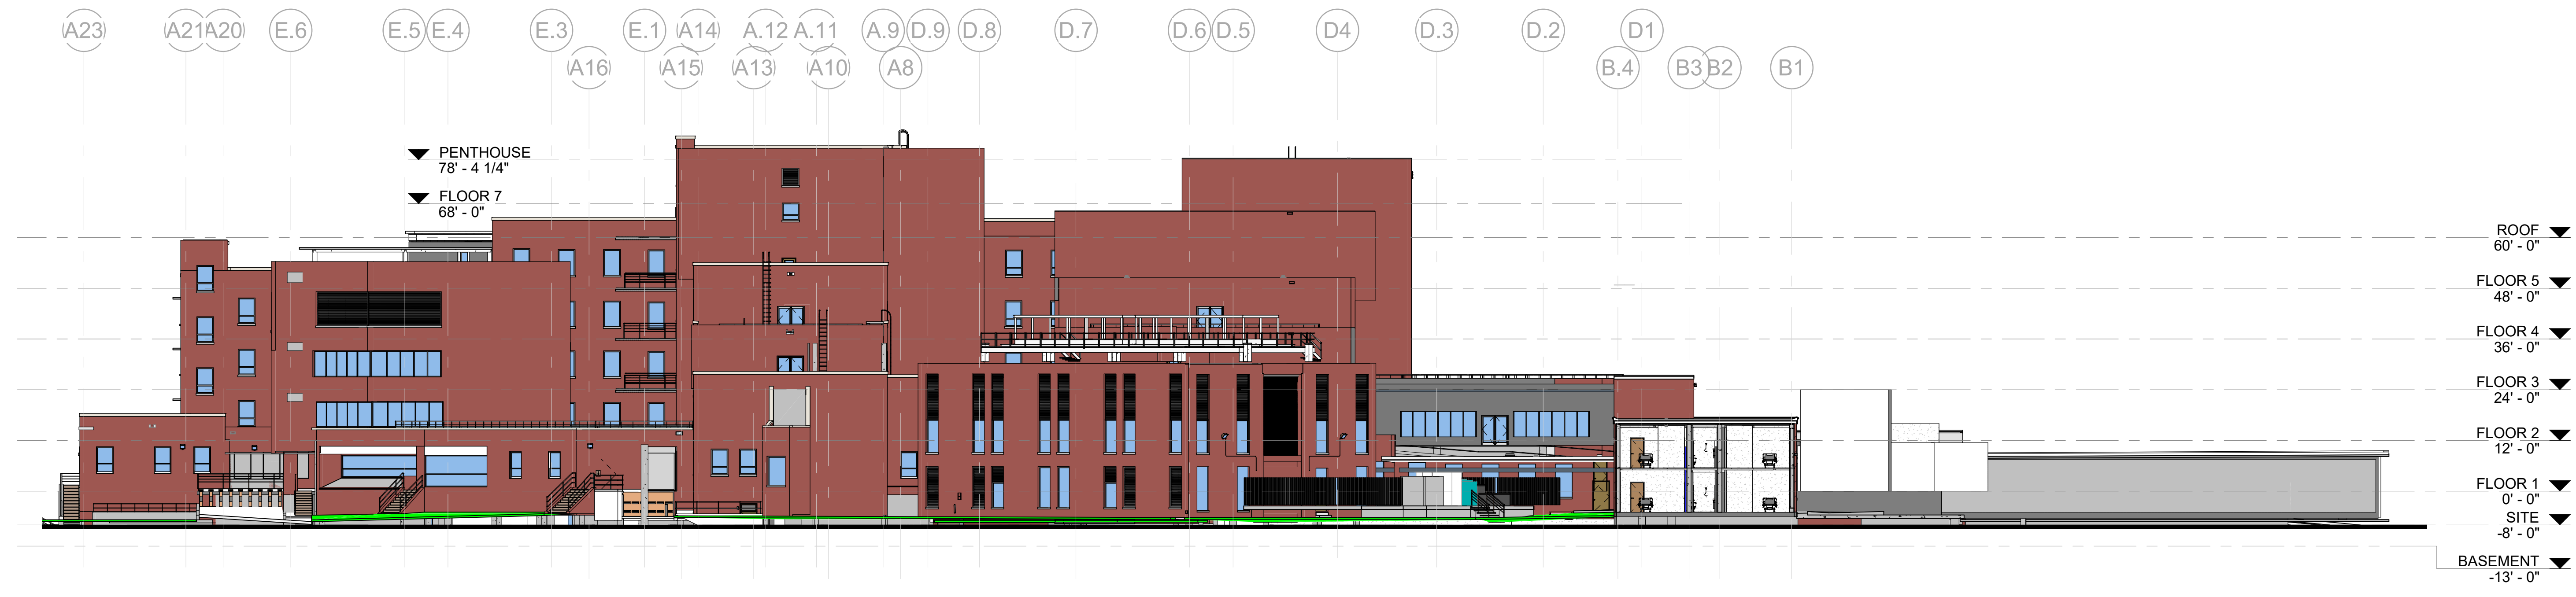 A23
A21
A20
E.6
E.5
E.4
E.3
E.1
A14
A.12
A.11
A.9
D.9
D.8
D.7
D.6
D.5
D4
D.3
D.2
D1
A16
A15
A13
A10
A8
B.4
B3
B2
B1
PENTHOUSE
78' - 4 1/4"
FLOOR 7
68' - 0"
ROOF
60' - 0"
FLOOR 5
48' - 0"
FLOOR 4
36' - 0"
FLOOR 3
24' - 0"
FLOOR 2
12' - 0"
FLOOR 1
0' - 0"
SITE
-8' - 0"
BASEMENT
-13' - 0"